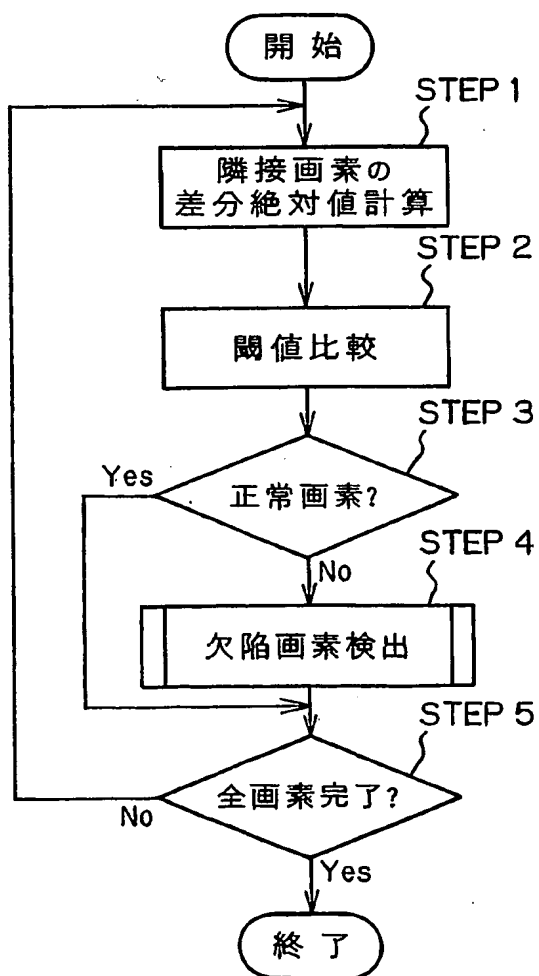 開始
STEP 1
隣接画素の
差分絶対値計算
STEP 2
閾値比較
STEP 3
Yes
正常画素?
STEP 4
No
欠陥画素検出
STEP 5
全画素完了?
No
Yes
終了